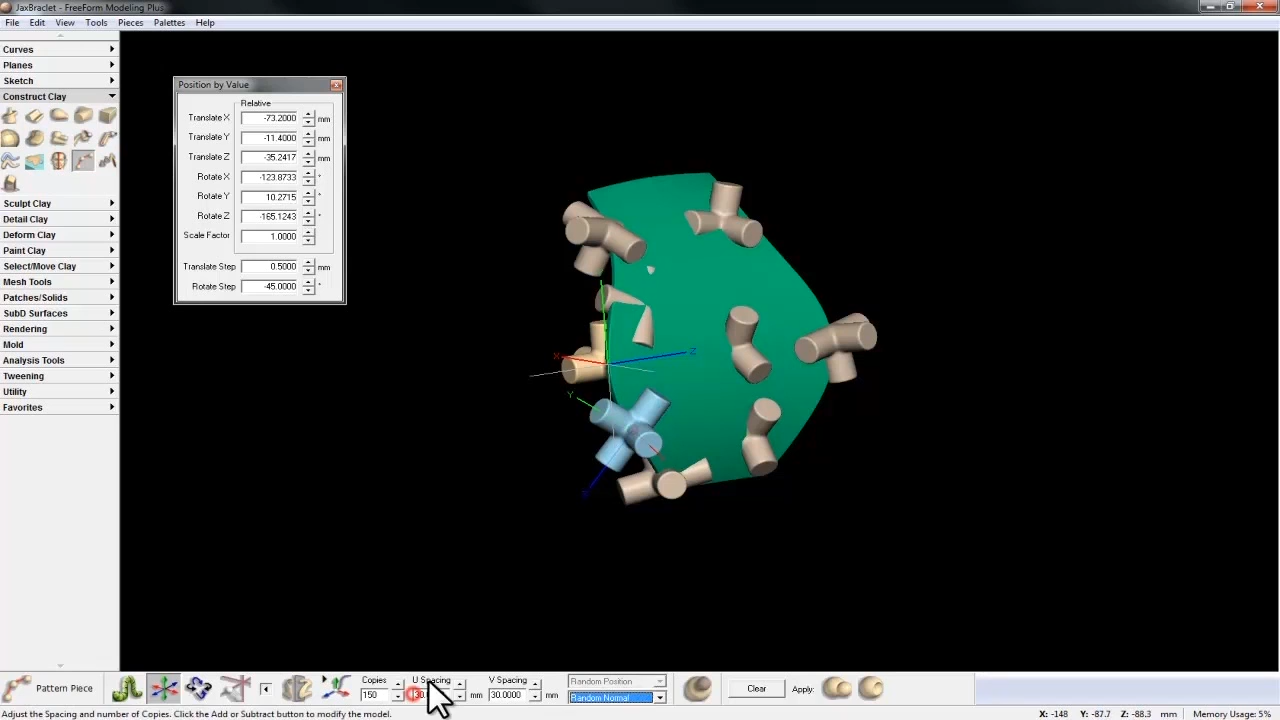 JaxBraclet - FreeForm Modeling Plus
File Edit View Tools Pieces Palettes Help
Curves
Planes
Sketch
Construct Clay
Sculpt Clay
Detail Clay
Deform Clay
Paint Clay
Select/Move Clay
Mesh Tools
Patches/Solids
SubD Surfaces
Rendering
Mold
Analysis Tools
Tweening
Utility
Favorites
Position by Value
Relative
Translate X -73.2000 mm
Translate Y -11.4000 mm
Translate Z -35.2417 mm
Rotate X -123.8733 °
Rotate Y 10.2715 °
Rotate Z -165.1243 °
Scale Factor 1.0000
Translate Step 0.5000 mm
Rotate Step -45.0000 °
X
Z
Y
Pattern Piece
Copies
150
U Spacing
mm
V Spacing
30.0000 mm
Random Position
Random Normal
Clear
Apply:
Adjust the Spacing and number of Copies. Click the Add or Subtract button to modify the model.
X: -148 Y: -87.7 Z: -88.3 mm
Memory Usage: 5%